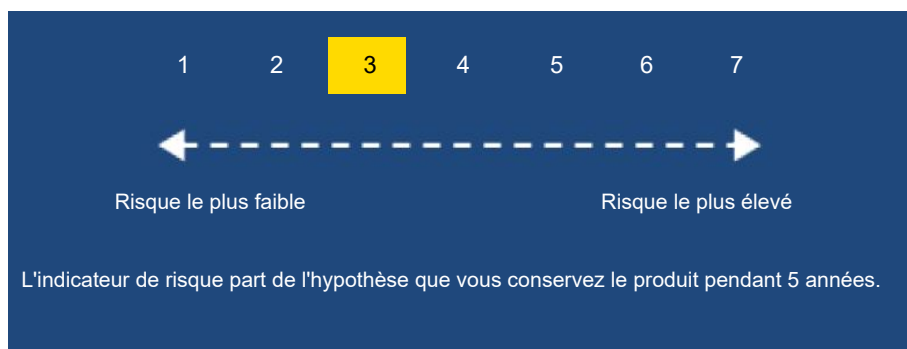 1 2 3 4 5 6 7
Risque le plus faible Risque le plus élevé
L'indicateur de risque part de l'hypothèse que vous conservez le produit pendant 5 années.